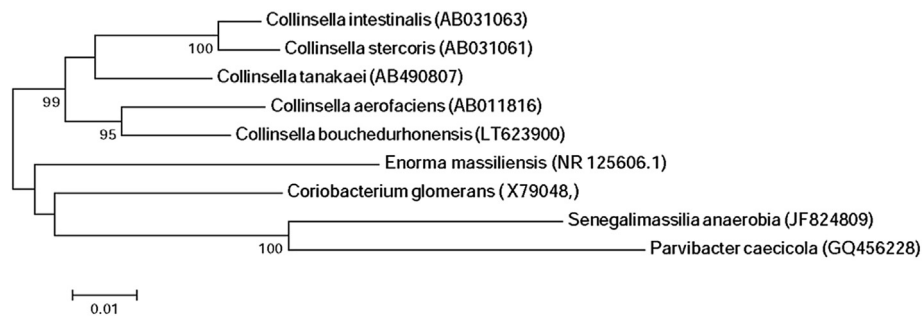 Collinsella intestinalis (AB031063)
100
Collinsella stercoris (AB031061)
Collinsella tanakaei (AB490807)
99
Collinsella aerofaciens (AB011816)
95
Collinsella bouchedurhonensis (LT623900)
Enorma massiliensis (NR 125606.1)
Coriobacterium glomerans ( X79048,)
Senegalimassilia anaerobia (JF824809)
100
Parvibacter caecicola (GQ456228)
0.01